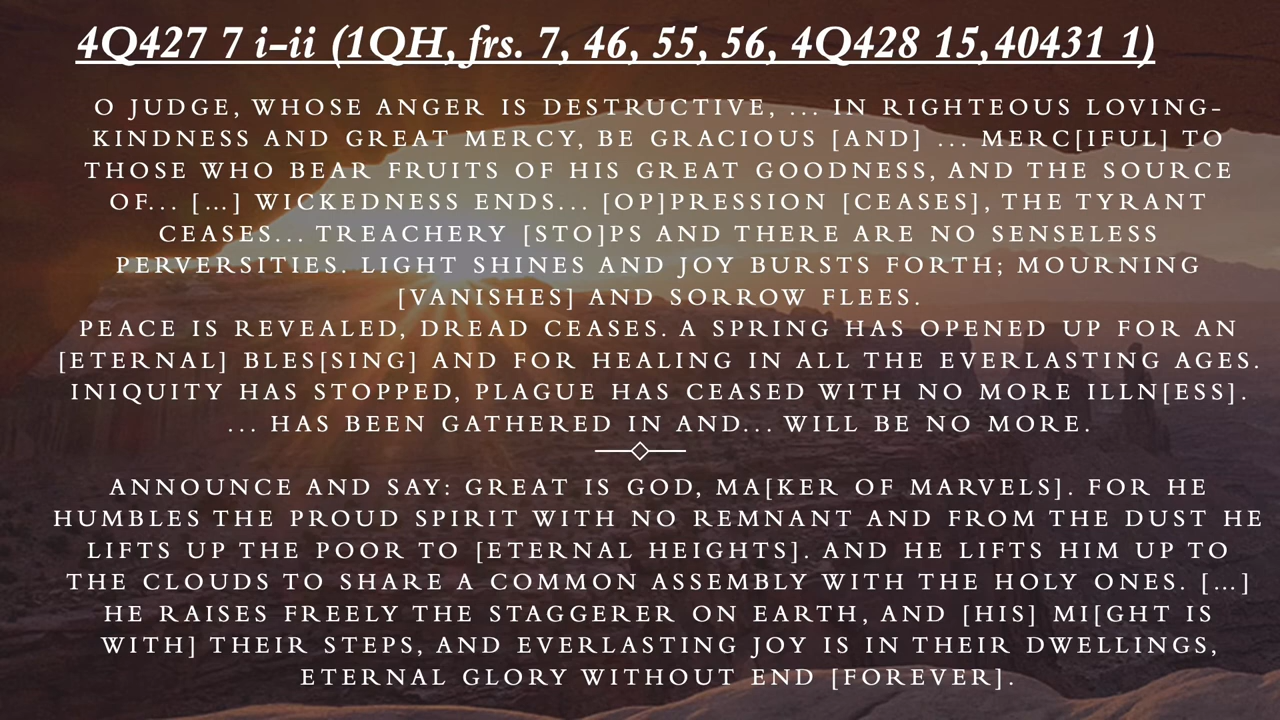 4Q427 7 i-ii (1QH, frs. 7, 46, 55, 56, 4Q428 15,40431 1)
O JUDGE, WHOSE ANGER IS DESTRUCTIVE, ... IN RIGHTEOUS LOVING-
KINDNESS AND GREAT MERCY, BE GRACIOUS [AND] ... MERC[IFUL] TO
THOSE WHO BEAR FRUITS OF HIS GREAT GOODNESS, AND THE SOURCE
OF... [...] WICKEDNESS ENDS... [OP]PRESSION [CEASES], THE TYRANT
CEASES... TREACHERY [STO]PS AND THERE ARE NO SENSELESS
PERVERSITIES. LIGHT SHINES AND JOY BURSTS FORTH; MOURNING
[VANISHES] AND SORROW FLEES.
PEACE IS REVEALED, DREAD CEASES. A SPRING HAS OPENED UP FOR AN
[ETERNAL] BLES[SING] AND FOR HEALING IN ALL THE EVERLASTING AGES.
INIQUITY HAS STOPPED, PLAGUE HAS CEASED WITH NO MORE ILLN[ESS].
... HAS BEEN GATHERED IN AND... WILL BE NO MORE.
ANNOUNCE AND SAY: GREAT IS GOD, MA[KER OF MARVELS]. FOR HE
HUMBLES THE PROUD SPIRIT WITH NO REMNANT AND FROM THE DUST HE
LIFTS UP THE POOR TO [ETERNAL HEIGHTS]. AND HE LIFTS HIM UP TO
THE CLOUDS TO SHARE A COMMON ASSEMBLY WITH THE HOLY ONES. [...]
HE RAISES FREELY THE STAGGERER ON EARTH, AND [HIS] MI[GHT IS
WITH] THEIR STEPS, AND EVERLASTING JOY IS IN THEIR DWELLINGS,
ETERNAL GLORY WITHOUT END [FOREVER].